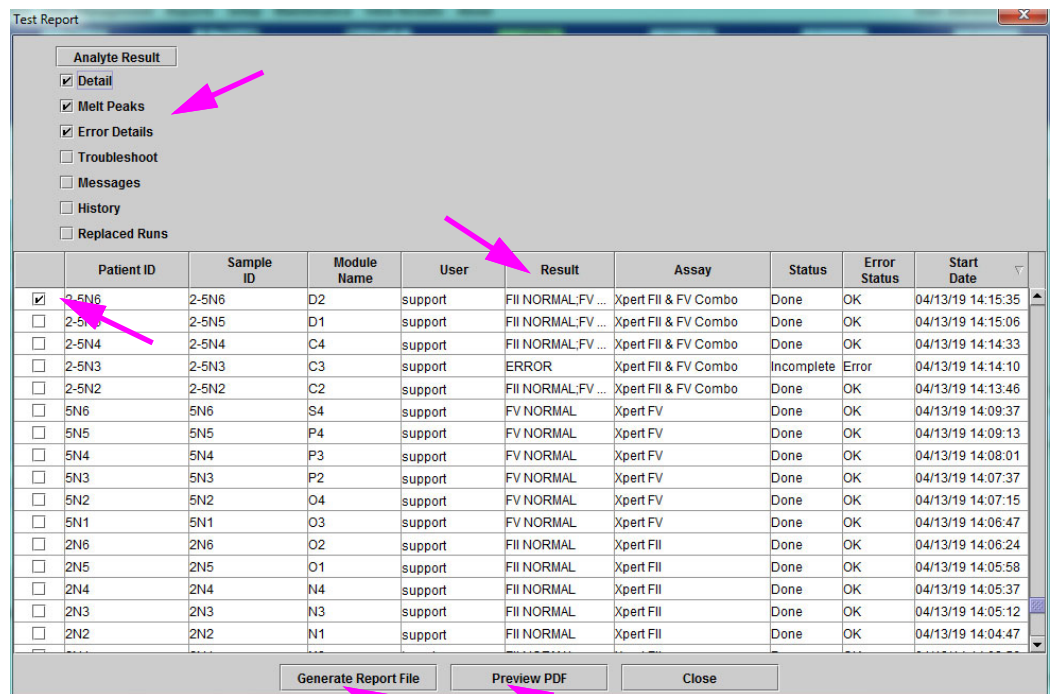 Test Report
X
Analyte Result
Detail
Melt Peaks
Error Details
Troubleshoot
Messages
History
Replaced Runs
Patient ID Sample ID Module Name User Result Assay Status Error Status Start Date
2-5N6 2-5N6 D2 support FII NORMAL;FV ... Xpert FII & FV Combo Done OK 04/13/19 14:15:35
2-5N5 D1 support FII NORMAL;FV ... Xpert FII & FV Combo Done OK 04/13/19 14:15:06
2-5N4 2-5N4 C4 support FII NORMAL;FV ... Xpert FII & FV Combo Done OK 04/13/19 14:14:33
2-5N3 2-5N3 C3 support ERROR Xpert FII & FV Combo Incomplete Error 04/13/19 14:14:10
2-5N2 2-5N2 C2 support FII NORMAL;FV ... Xpert FII & FV Combo Done OK 04/13/19 14:13:46
5N6 5N6 S4 support FV NORMAL Xpert FV Done OK 04/13/19 14:09:37
5N5 5N5 P4 support FV NORMAL Xpert FV Done OK 04/13/19 14:09:13
5N4 5N4 P3 support FV NORMAL Xpert FV Done OK 04/13/19 14:08:01
5N3 5N3 P2 support FV NORMAL Xpert FV Done OK 04/13/19 14:07:37
5N2 5N2 O4 support FV NORMAL Xpert FV Done OK 04/13/19 14:07:15
5N1 5N1 O3 support FV NORMAL Xpert FV Done OK 04/13/19 14:06:47
2N6 2N6 O2 support FII NORMAL Xpert FII Done OK 04/13/19 14:06:24
2N5 2N5 O1 support FII NORMAL Xpert FII Done OK 04/13/19 14:05:58
2N4 2N4 N4 support FII NORMAL Xpert FII Done OK 04/13/19 14:05:37
2N3 2N3 N3 support FII NORMAL Xpert FII Done OK 04/13/19 14:05:12
2N2 2N2 N1 support FII NORMAL Xpert FII Done OK 04/13/19 14:04:47
Generate Report File Preview PDF Close